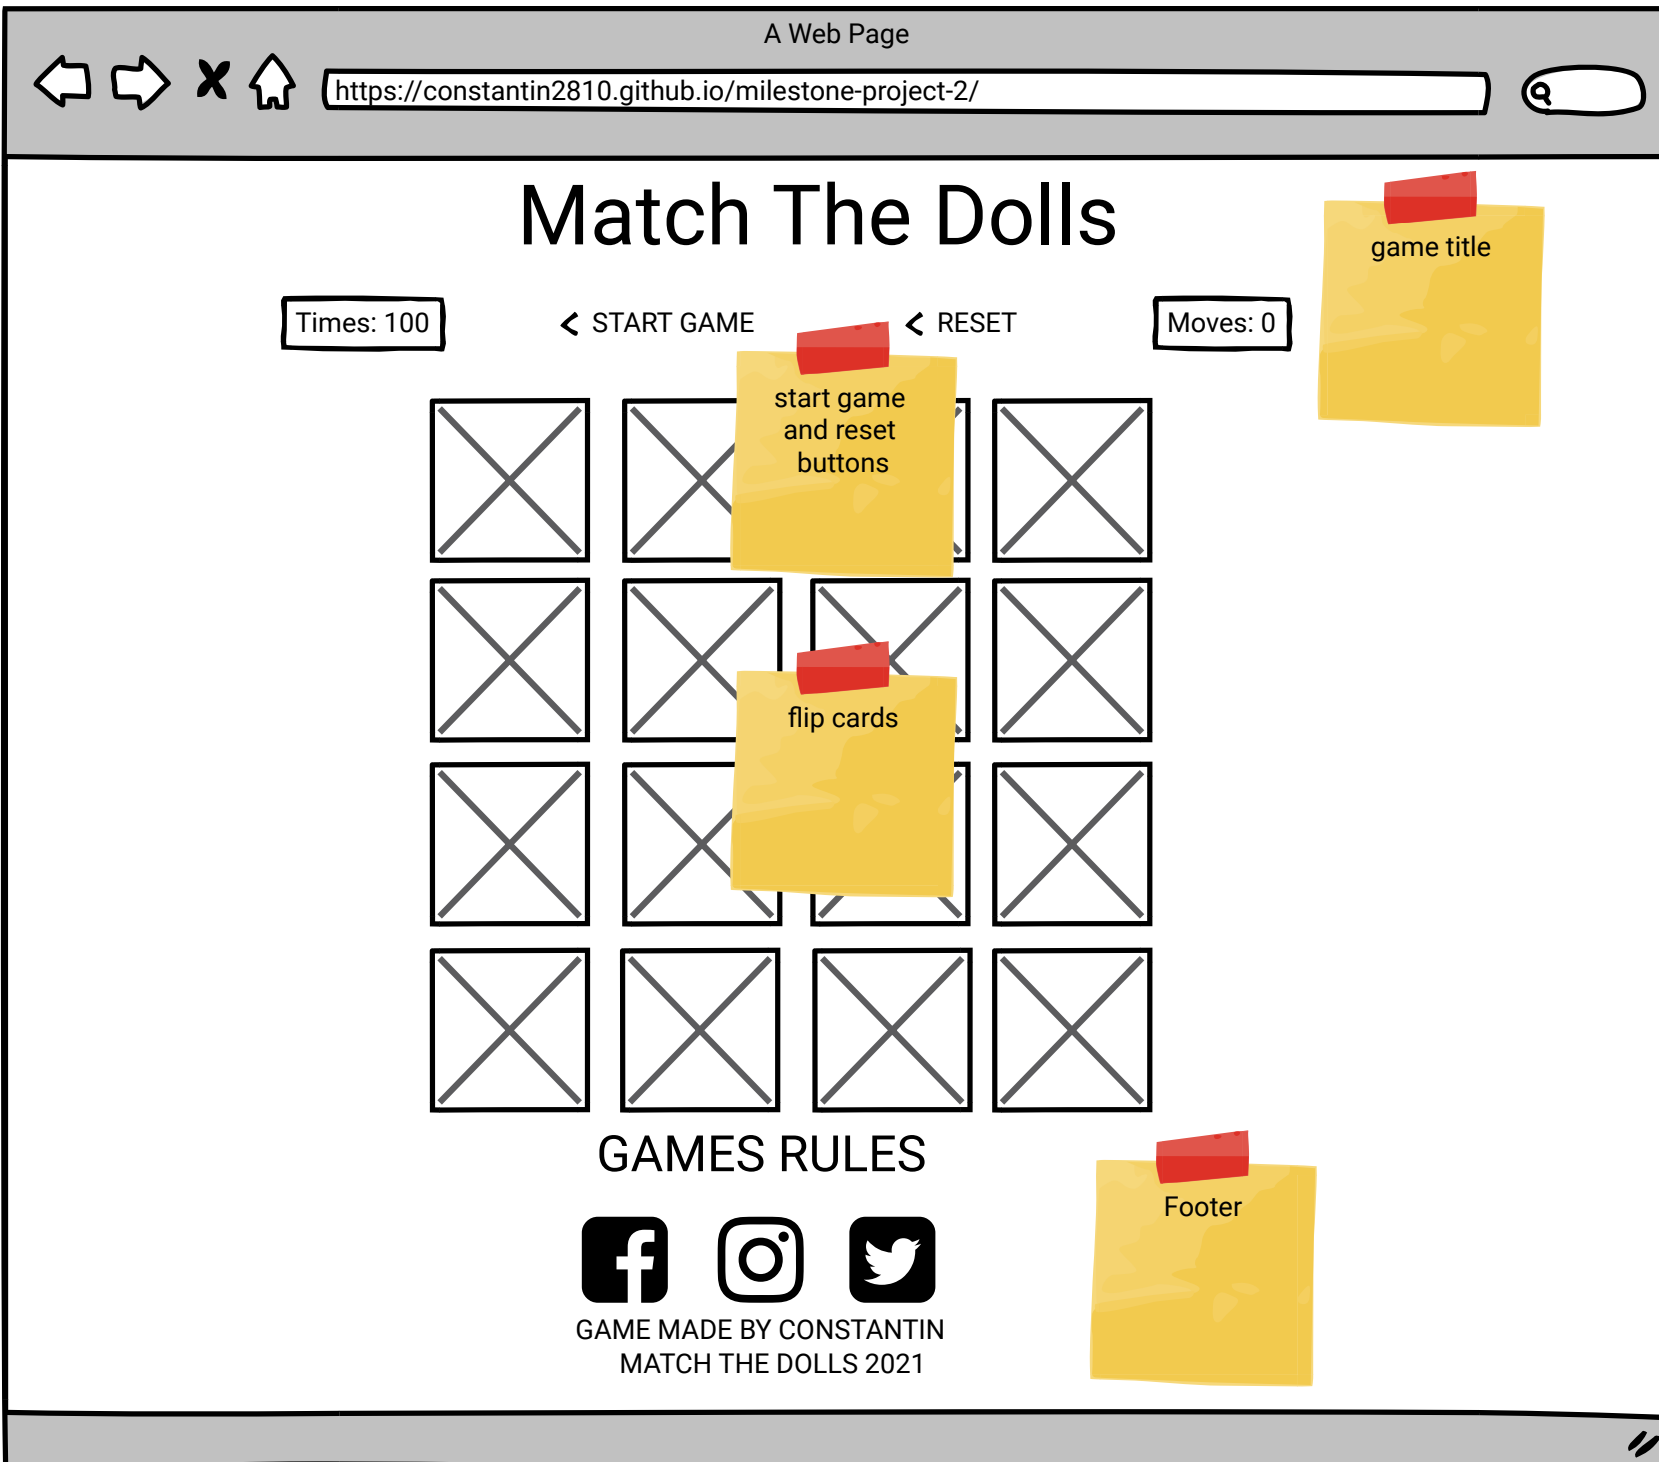 A Web Page
https://constantin2810.github.io/milestone-project-2/
Match The Dolls
game title
Times: 100
START GAME
RESET
Moves: 0
start game
and reset
buttons
flip cards
GAMES RULES
Footer
GAME MADE BY CONSTANTIN
MATCH THE DOLLS 2021